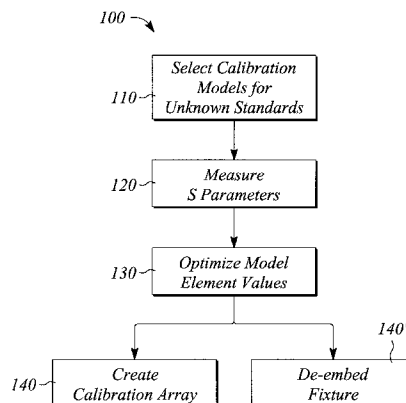 100
Select Calibration
Models for
Unknown Standards
110
Measure
S Parameters
120
Optimize Model
Element Values
130
140
Create
Calibration Array
140
De-embed
Fixture